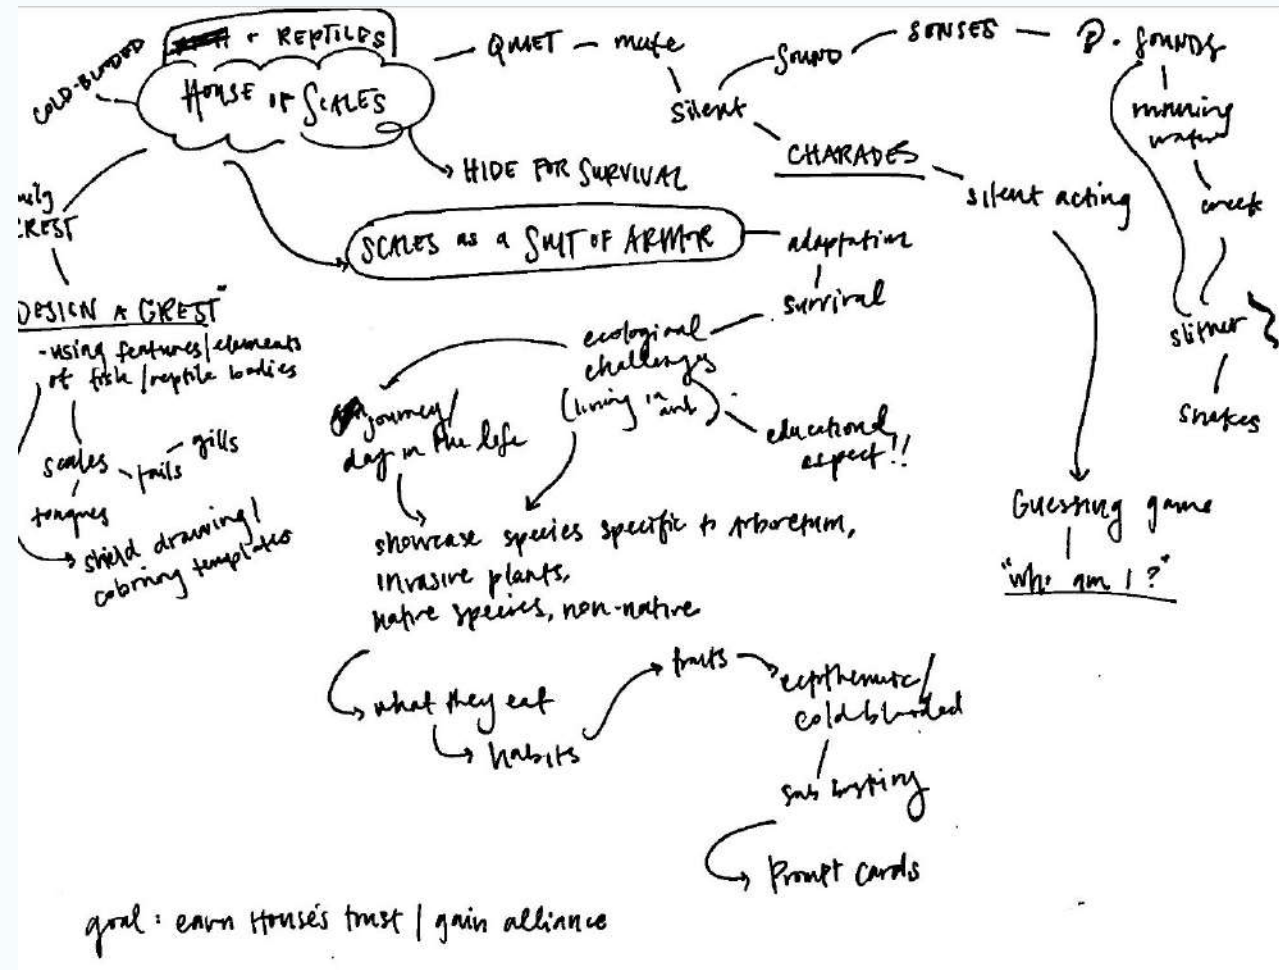 COLD-BLOODED
+ REPTILES
HOUSE OF SCALES
QUIET — mute
silent
SOUND
SENSES
D. SOUNDS
running
water
creek
slither
snakes
CHARADES
silent acting
Guessing game
"who am I?"
HIDE FOR SURVIVAL
SCALES as a SUIT OF ARMOR
adaptation
survival
ecological
challenges
(living in arb)
educational
aspect!!
journey/
day in the life
showcase species specific to Arboretum,
invasive plants,
native species, non-native
what they eat
habits
traits
ectothermic/
coldblooded
Prompt cards
CREST
DESIGN A CREST"
- using features/elements
of fish/reptile bodies
scales
tails
gills
tongues
shield drawing/
coloring templates
goal: earn House's trust | gain alliance